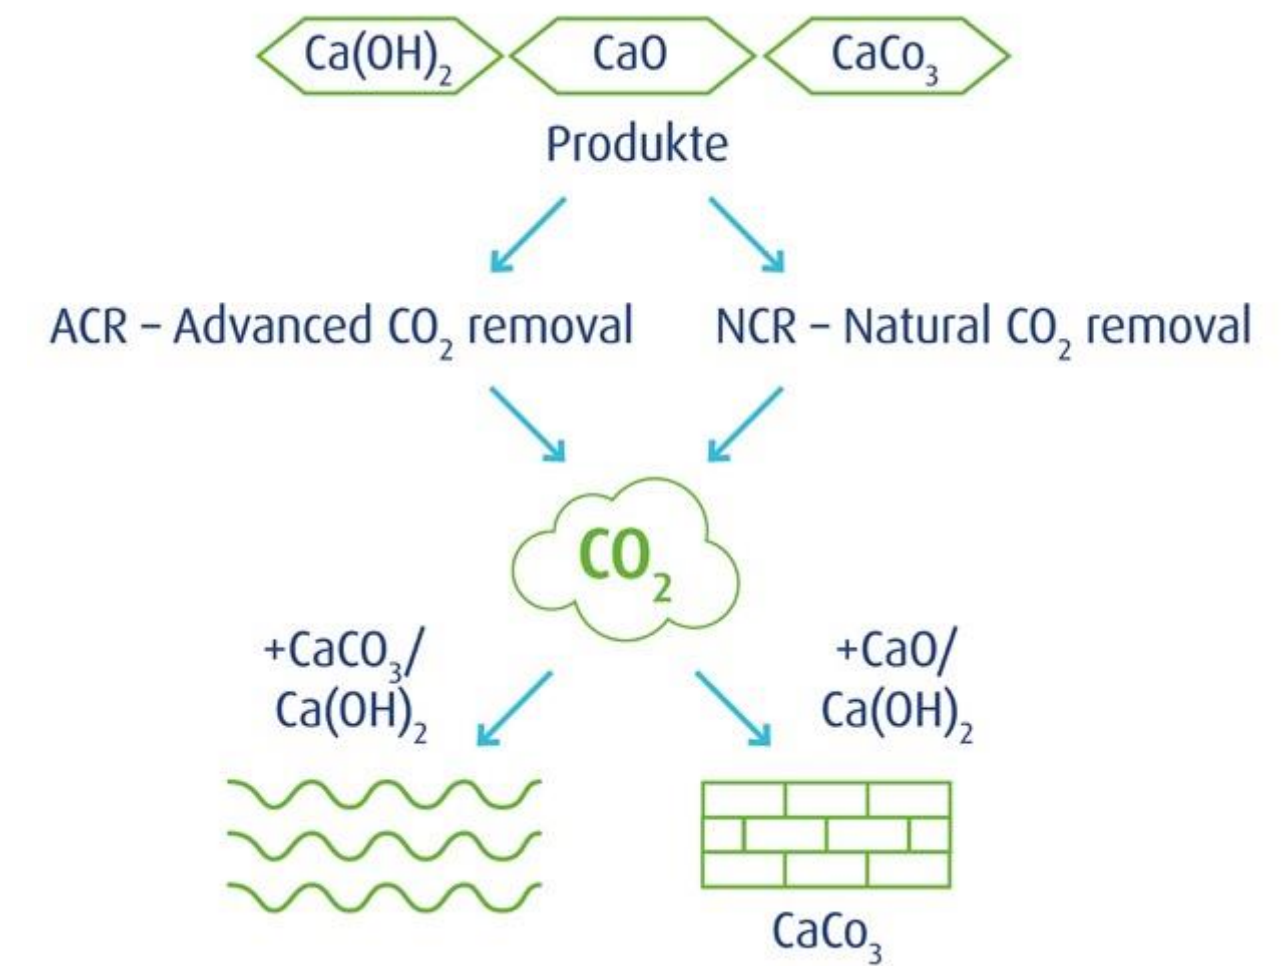 Ca(OH)₂
CaO
CaCo₃
Produkte
ACR – Advanced CO₂ removal
NCR – Natural CO₂ removal
CO₂
+CaCO₃/
Ca(OH)₂
+CaO/
Ca(OH)₂
CaCo₃